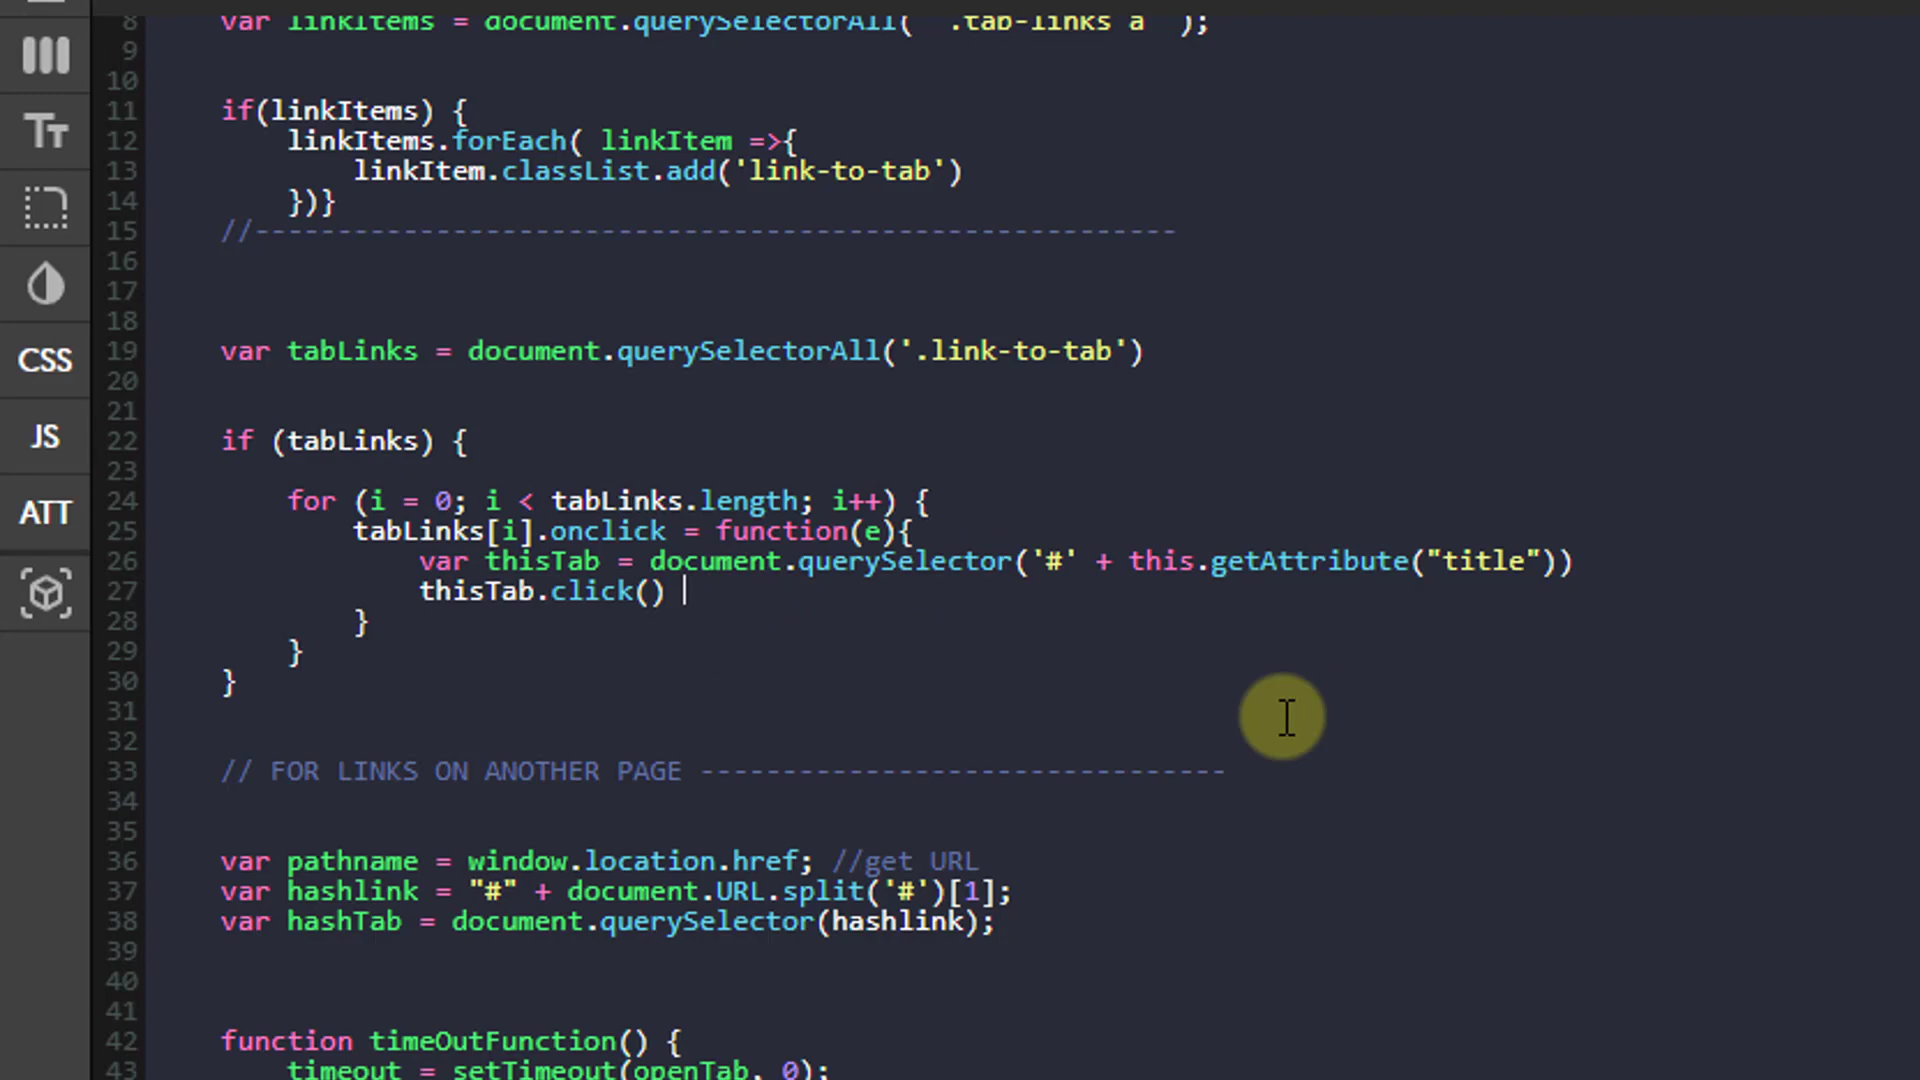 8 var linkItems = document.querySelectorAll( ' .tab-links a ' );
9
10
11 if(linkItems) {
12 linkItems.forEach( linkItem =>{
13 linkItem.classList.add('link-to-tab')
14 })}
15 //--------------------------------------------------------
16
17
18
19 var tabLinks = document.querySelectorAll('.link-to-tab')
20
21
22 if (tabLinks) {
23
24 for (i = 0; i < tabLinks.length; i++) {
25 tabLinks[i].onclick = function(e){
26 var thisTab = document.querySelector('#' + this.getAttribute("title"))
27 thisTab.click()
28 }
29 }
30 }
31
32
33 // FOR LINKS ON ANOTHER PAGE --------------------------------
34
35
36 var pathname = window.location.href; //get URL
37 var hashlink = "#" + document.URL.split('#')[1];
38 var hashTab = document.querySelector(hashlink);
39
40
41
42 function timeOutFunction() {
43 timeout = setTimeout(openTab, 0);
Tt
CSS
JS
ATT